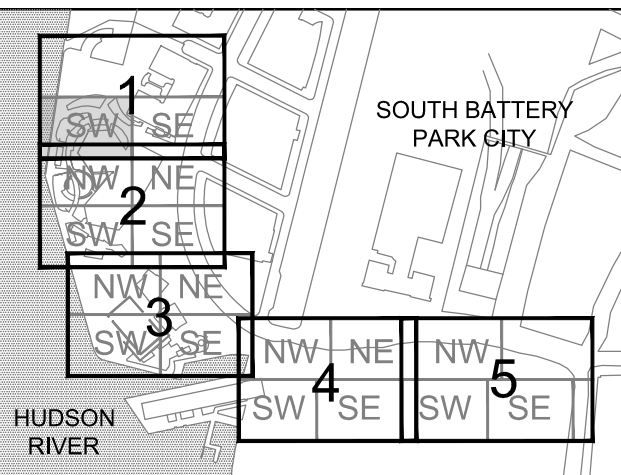 1
SW SE
SOUTH BATTERY
PARK CITY
NW NE
2
SW SE
NW NE
3
SW SE
NW NE NW
4 5
SW SE SW SE
HUDSON
RIVER